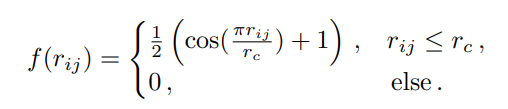 f(r_{ij}) = \begin{cases} \frac{1}{2} \left( \cos(\frac{\pi r_{ij}}{r_c}) + 1 \right) , & r_{ij} \leq r_c , \\ 0 , & \text{else} . \end{cases}